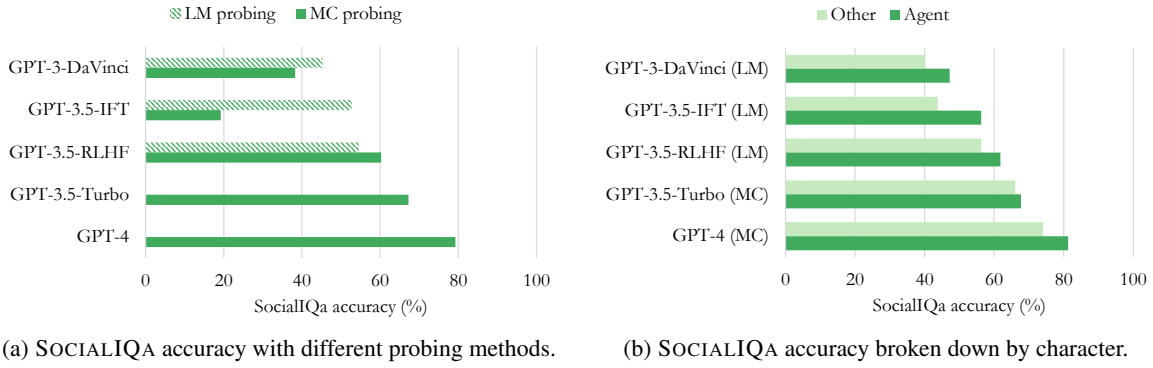 LM probing MC probing
GPT-3-DaVinci
GPT-3.5-IFT
GPT-3.5-RLHF
GPT-3.5-Turbo
GPT-4
0 20 40 60 80 100
SocialIQa accuracy (%)
(a) SOCIALIQA accuracy with different probing methods.
Other Agent
GPT-3-DaVinci (LM)
GPT-3.5-IFT (LM)
GPT-3.5-RLHF (LM)
GPT-3.5-Turbo (MC)
GPT-4 (MC)
0 20 40 60 80 100
SocialIQa accuracy (%)
(b) SOCIALIQA accuracy broken down by character.